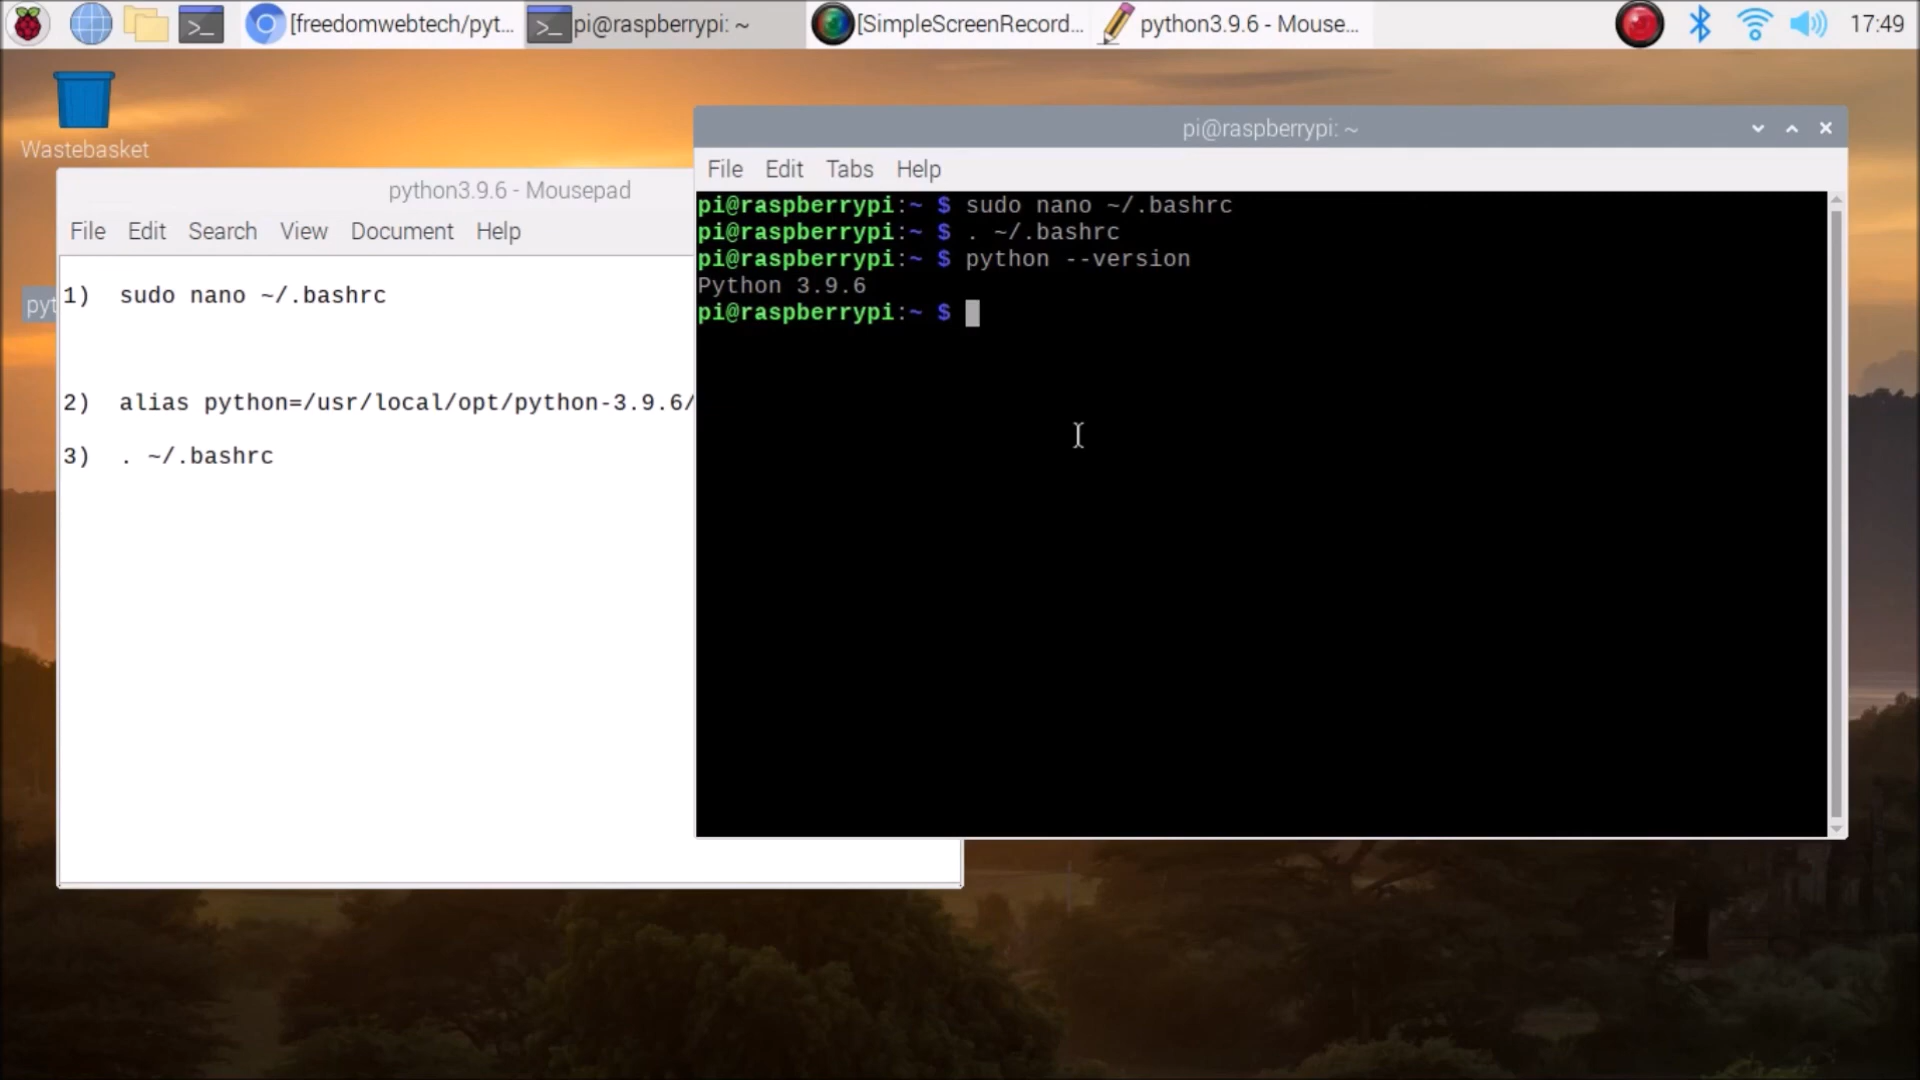 [freedomwebtech/pyt...
pi@raspberrypi: ~
[SimpleScreenRecord...
python3.9.6 - Mouse...
17:49
Wastebasket
pyt
python3.9.6 - Mousepad
File Edit Search View Document Help
1) sudo nano ~/.bashrc
2) alias python=/usr/local/opt/python-3.9.6/
3) . ~/.bashrc
pi@raspberrypi: ~
File Edit Tabs Help
pi@raspberrypi:~ $ sudo nano ~/.bashrc
pi@raspberrypi:~ $ . ~/.bashrc
pi@raspberrypi:~ $ python --version
Python 3.9.6
pi@raspberrypi:~ $